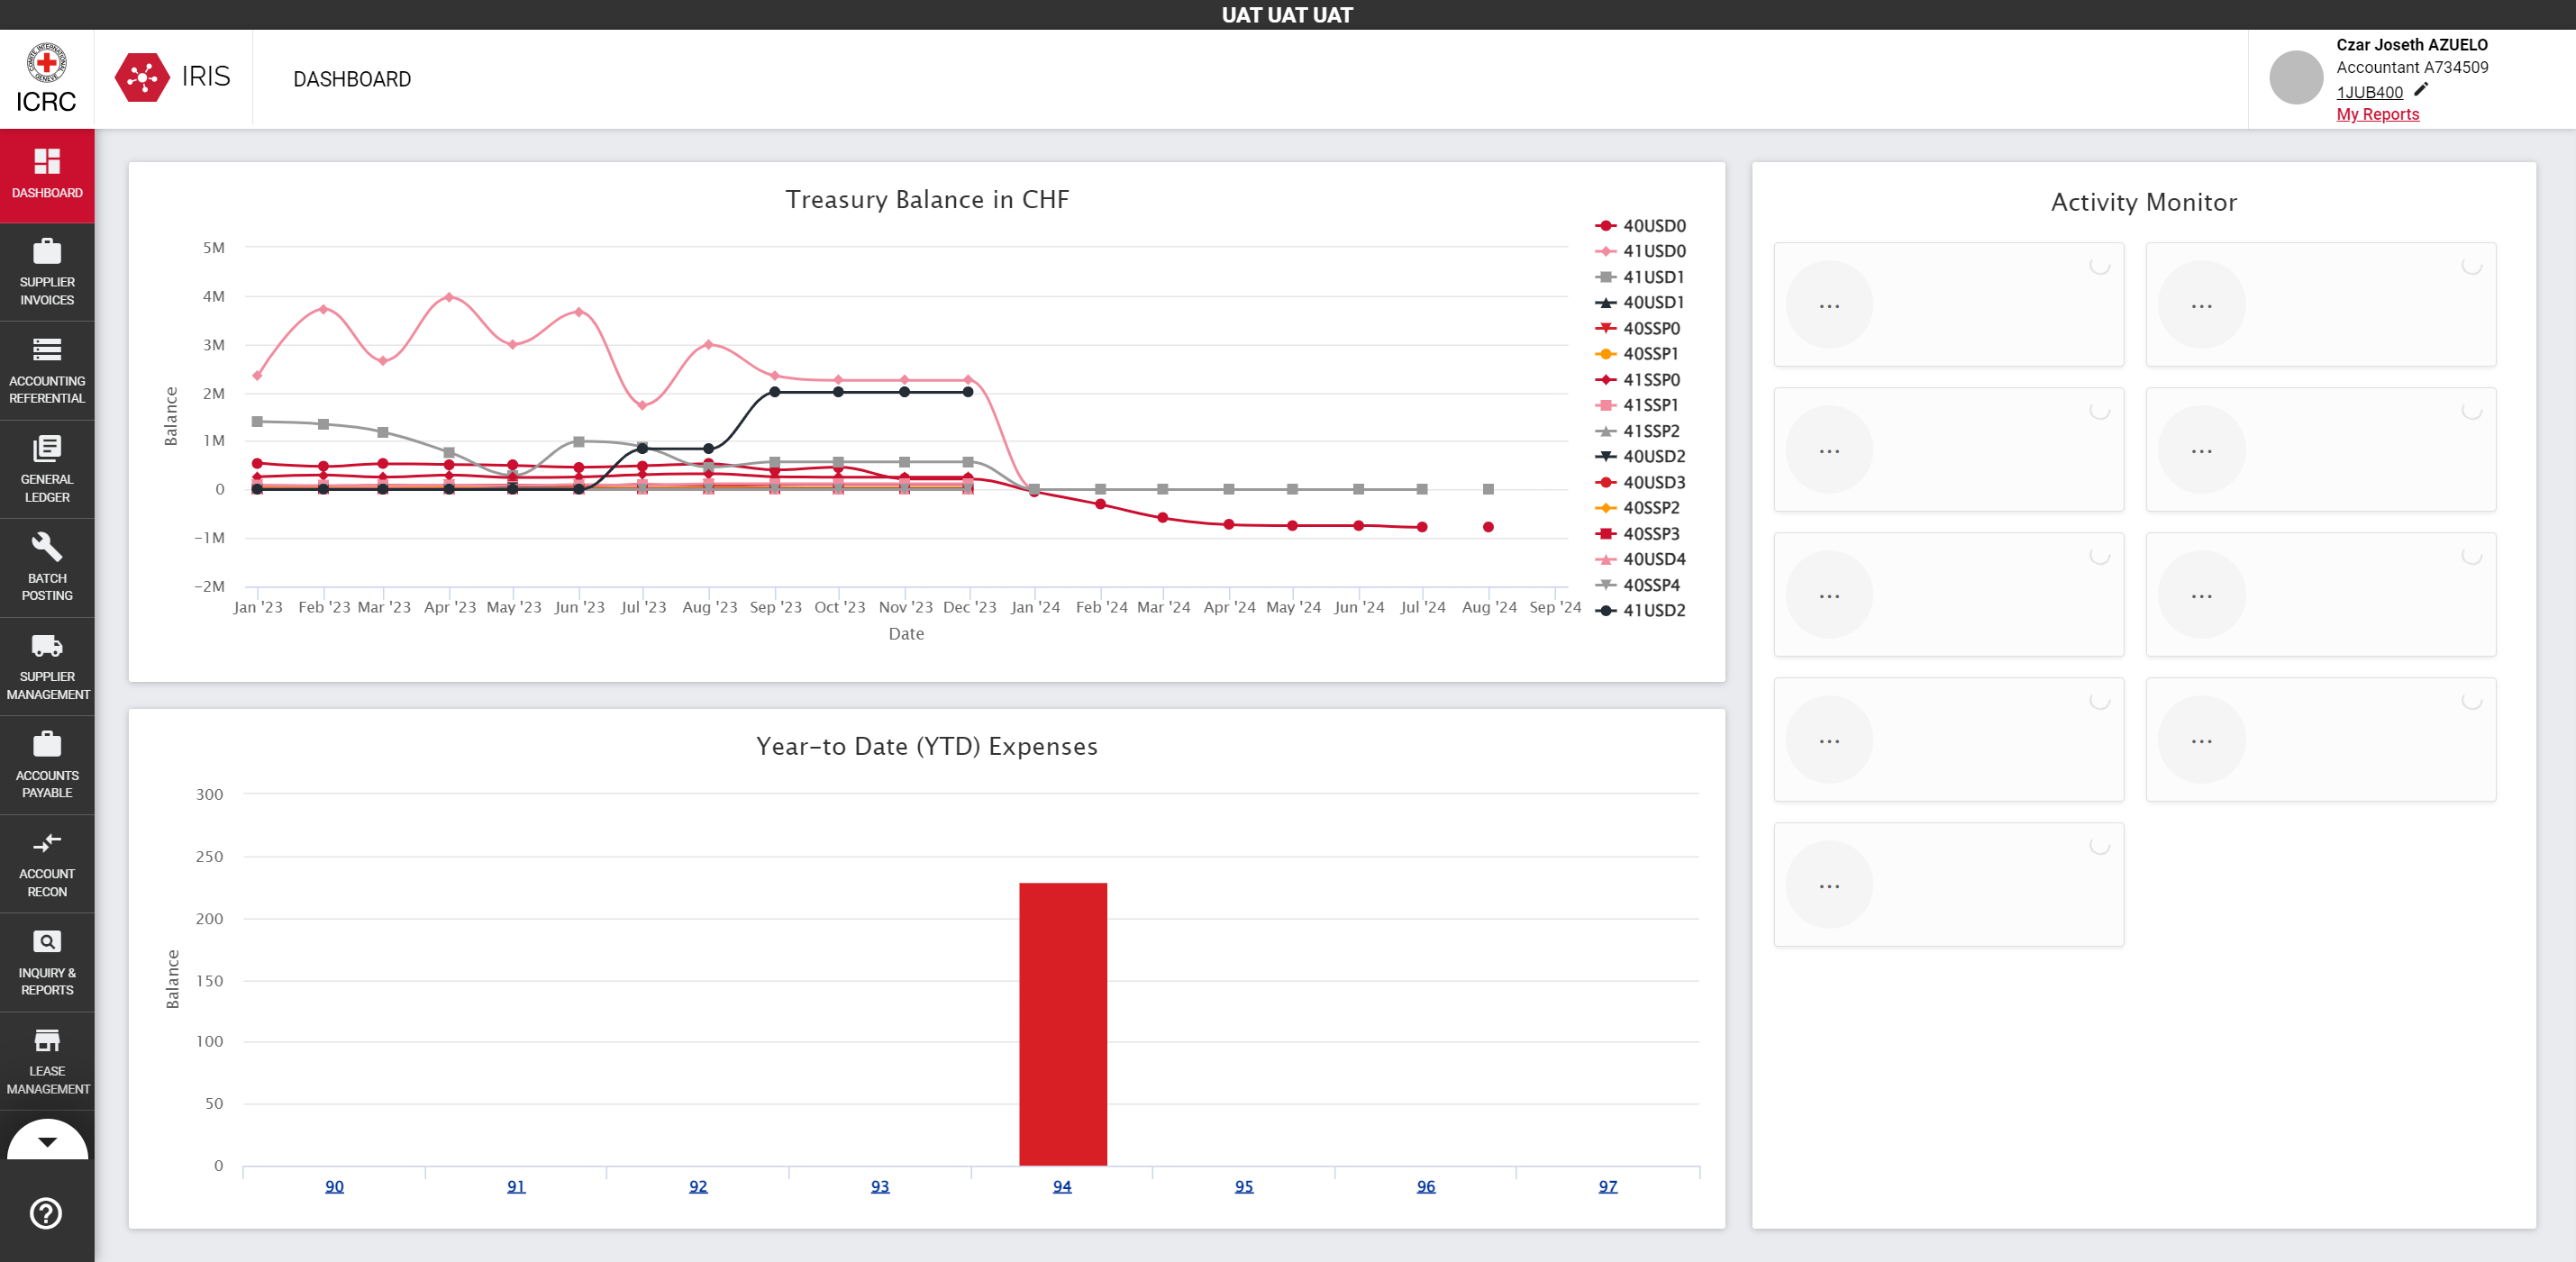 UAT UAT UAT
ICRC
IRIS
DASHBOARD
Czar Joseth AZUELO
Accountant A734509
1JUB400
My Reports
DASHBOARD
SUPPLIER
INVOICES
ACCOUNTING
REFERENTIAL
GENERAL
LEDGER
BATCH
POSTING
SUPPLIER
MANAGEMENT
ACCOUNTS
PAYABLE
ACCOUNT
RECON
INQUIRY &
REPORTS
LEASE
MANAGEMENT
Treasury Balance in CHF
5M
4M
3M
2M
1M
0
-1M
-2M
Balance
Jan '23 Feb '23 Mar '23 Apr '23 May '23 Jun '23 Jul '23 Aug '23 Sep '23 Oct '23 Nov '23 Dec '23 Jan '24 Feb '24 Mar '24 Apr '24 May '24 Jun '24 Jul '24 Aug '24 Sep '24
Date
40USD0
41USD0
41USD1
40USD1
40SSP0
40SSP1
41SSP0
41SSP1
41SSP2
40USD2
40USD3
40SSP2
40SSP3
40USD4
40SSP4
41USD2
Year-to Date (YTD) Expenses
300
250
200
150
100
50
0
Balance
90 91 92 93 94 95 96 97
Activity Monitor
... ...
... ...
... ...
... ...
...